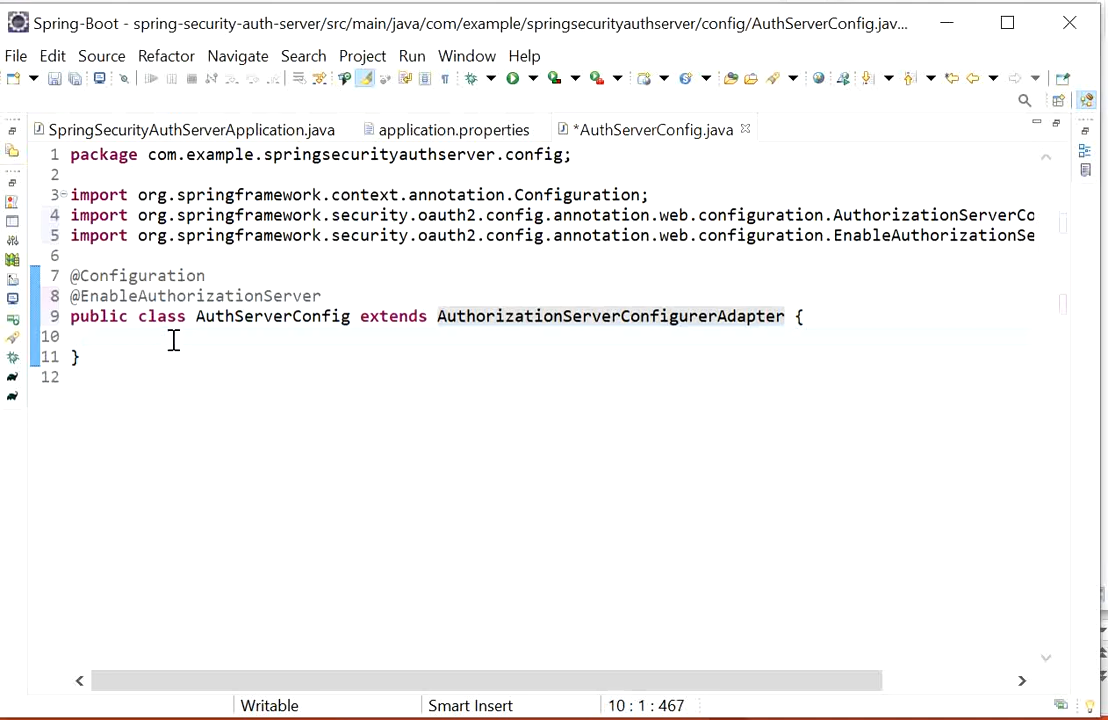 Spring-Boot - spring-security-auth-server/src/main/java/com/example/springsecurityauthserver/config/AuthServerConfig.jav...
File Edit Source Refactor Navigate Search Project Run Window Help
SpringSecurityAuthServerApplication.java application.properties *AuthServerConfig.java
1 package com.example.springsecurityauthserver.config;
2
3 import org.springframework.context.annotation.Configuration;
4 import org.springframework.security.oauth2.config.annotation.web.configuration.AuthorizationServerCo
5 import org.springframework.security.oauth2.config.annotation.web.configuration.EnableAuthorizationSe
6
7 @Configuration
8 @EnableAuthorizationServer
9 public class AuthServerConfig extends AuthorizationServerConfigurerAdapter {
10
11 }
12
Writable Smart Insert 10 : 1 : 467